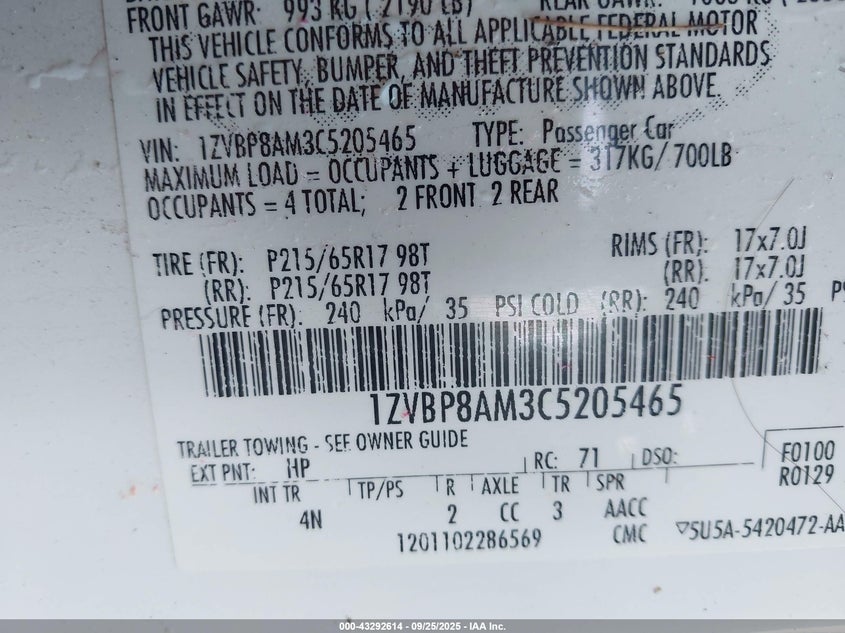 FRONT GAWR: 993 KG ( 2190 LB)
THIS VEHICLE CONFORMS TO ALL APPLICABLE FEDERAL MOTOR
VEHICLE SAFETY, BUMPER, AND THEFT PREVENTION STANDARDS
IN EFFECT ON THE DATE OF MANUFACTURE SHOWN ABOVE.
VIN: 1ZVBP8AM3C5205465 TYPE: Passenger Car
MAXIMUM LOAD = OCCUPANTS + LUGGAGE = 317KG/ 700LB
OCCUPANTS = 4 TOTAL; 2 FRONT 2 REAR
TIRE (FR): P215/65R17 98T RIMS (FR): 17x7.0J
(RR): P215/65R17 98T (RR): 17x7.0J
PRESSURE (FR): 240 kPa/ 35 PSI COLD (RR): 240 kPa/ 35
1ZVBP8AM3C5205465
TRAILER TOWING - SEE OWNER GUIDE
EXT PNT: HP RC: 71 DSO: F0100
R0129
INT TR TP/PS R AXLE TR SPR
4N 2 CC 3 AACC
1201102286569 CMC ▽5U5A-5420472-AA
000-43292614 - 09/25/2025 - IAA Inc.